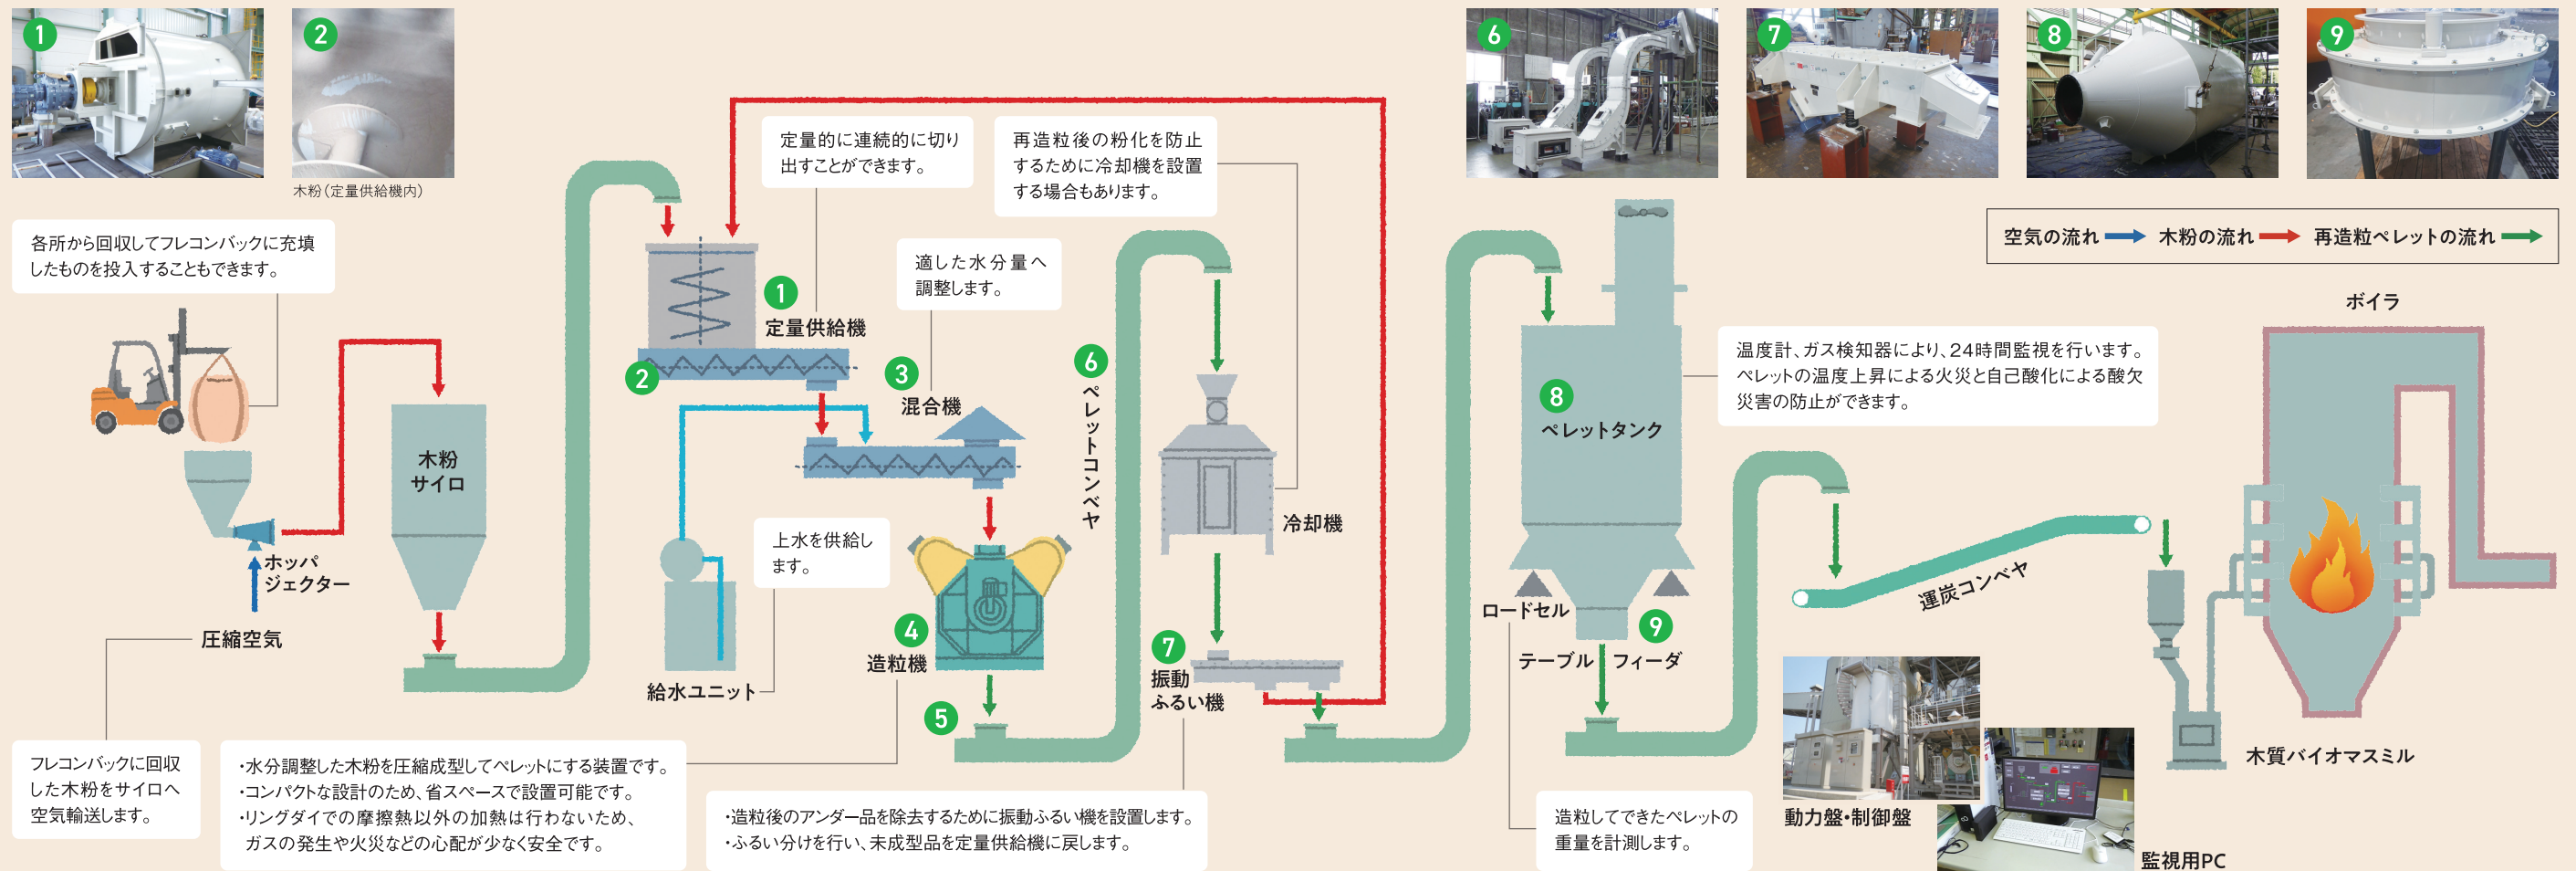 1
2
木粉（定量供給機内）
6
7
8
9
空気の流れ
木粉の流れ
再造粒ペレットの流れ
各所から回収してフレコンバックに充填
したものを投入することもできます。
定量的に連続的に切り
出すことができます。
再造粒後の粉化を防止
するために冷却機を設置
する場合もあります。
適した水分量へ
調整します。
木粉
サイロ
ホッパ
ジェクター
圧縮空気
フレコンバックに回収
した木粉をサイロへ
空気輸送します。
1
定量供給機
2
3
混合機
上水を供給し
ます。
給水ユニット
4
造粒機
・水分調整した木粉を圧縮成型してペレットにする装置です。
・コンパクトな設計のため、省スペースで設置可能です。
・リングダイでの摩擦熱以外の加熱は行わないため、
ガスの発生や火災などの心配が少なく安全です。
5
6
ペレットコンベヤ
冷却機
7
振動
ふるい機
・造粒後のアンダー品を除去するために振動ふるい機を設置します。
・ふるい分けを行い、未成型品を定量供給機に戻します。
8
ペレットタンク
温度計、ガス検知器により、24時間監視を行います。
ペレットの温度上昇による火災と自己酸化による酸欠
災害の防止ができます。
ロードセル
9
テーブル フィーダ
造粒してできたペレットの
重量を計測します。
運炭コンベヤ
ボイラ
木質バイオマスミル
動力盤・制御盤
監視用PC